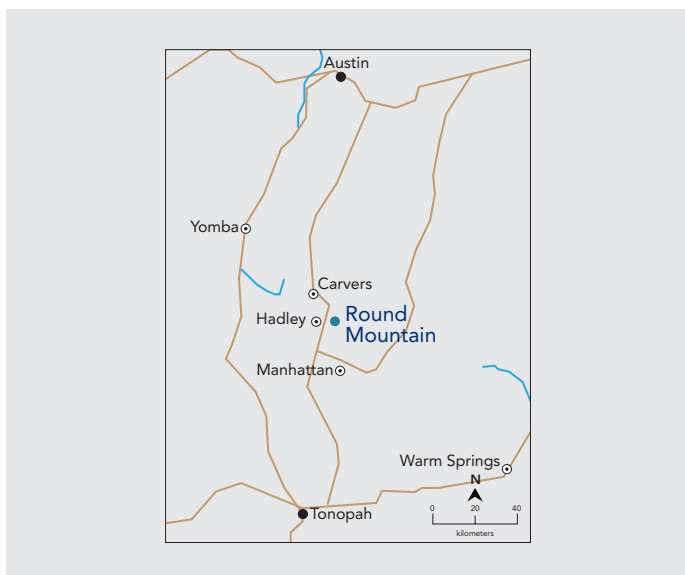 Austin
Yomba
Carvers
Hadley
Round
Mountain
Manhattan
Warm Springs
N
0 20 40
kilometers
Tonopah